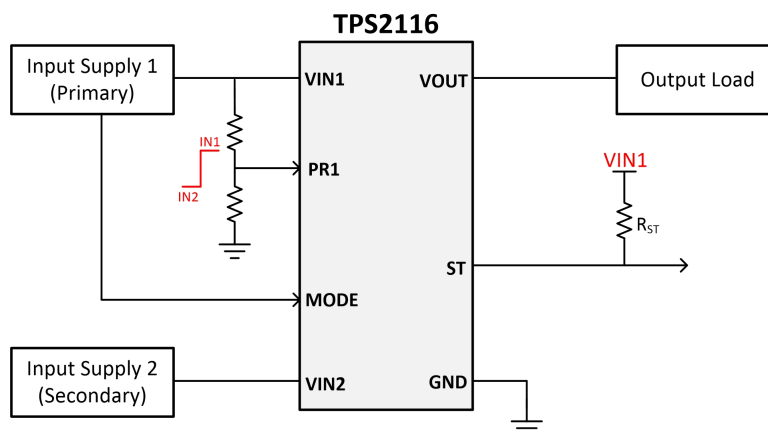 TPS2116
Input Supply 1
(Primary)
VIN1
VOUT
Output Load
IN1
IN2
PR1
VIN1
R_ST
ST
MODE
Input Supply 2
(Secondary)
VIN2
GND